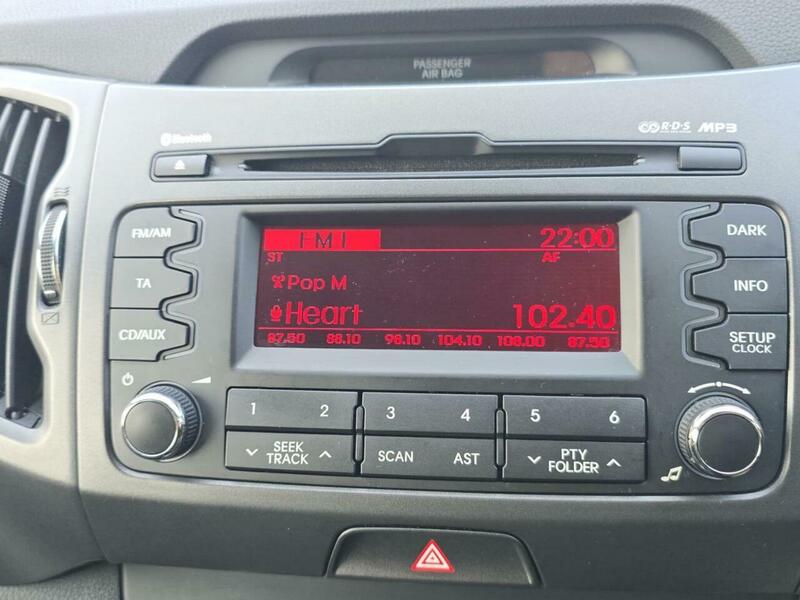 PASSENGER
AIR BAG
Bluetooth
R·D·S MP3
FM/AM
TA
CD/AUX
FM1 22:00
ST AF
Pop M
Heart 102.40
87.50 88.10 98.10 104.10 108.00 87.50
DARK
INFO
SETUP
CLOCK
1 2 3 4 5 6
SEEK
TRACK
SCAN AST
PTY
FOLDER